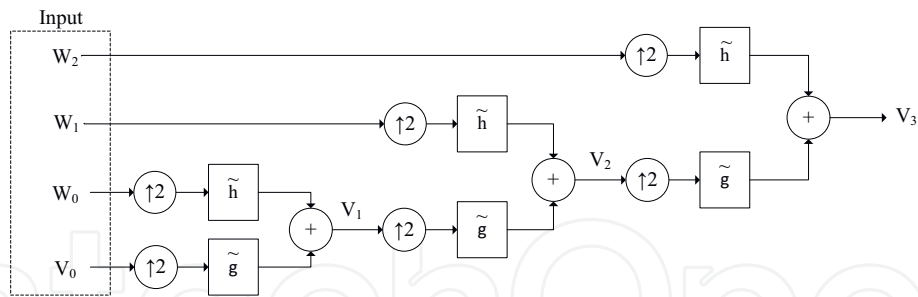 Input
W2 ↑2 h̃
W1 ↑2 h̃
+ V3
W0 ↑2 h̃
+ V2 ↑2 g̃
+ V1 ↑2 g̃
V0 ↑2 g̃